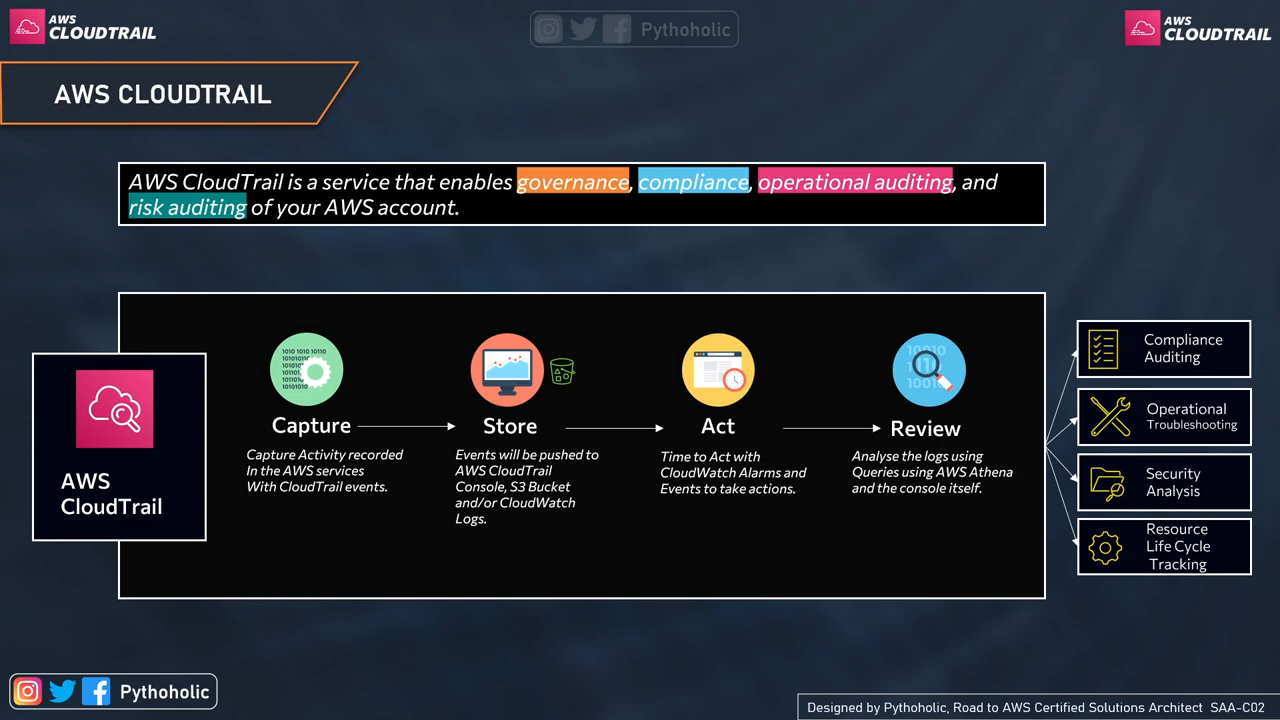 AWS
CLOUDTRAIL
Pythoholic
AWS
CLOUDTRAIL
AWS CLOUDTRAIL
AWS CloudTrail is a service that enables governance, compliance, operational auditing, and
risk auditing of your AWS account.
AWS
CloudTrail
Capture
Capture Activity recorded
In the AWS services
With CloudTrail events.
Store
Events will be pushed to
AWS CloudTrail
Console, S3 Bucket
and/or CloudWatch
Logs.
Act
Time to Act with
CloudWatch Alarms and
Events to take actions.
Review
Analyse the logs using
Queries using AWS Athena
and the console itself.
Compliance
Auditing
Operational
Troubleshooting
Security
Analysis
Resource
Life Cycle
Tracking
Pythoholic
Designed by Pythoholic, Road to AWS Certified Solutions Architect SAA-C02